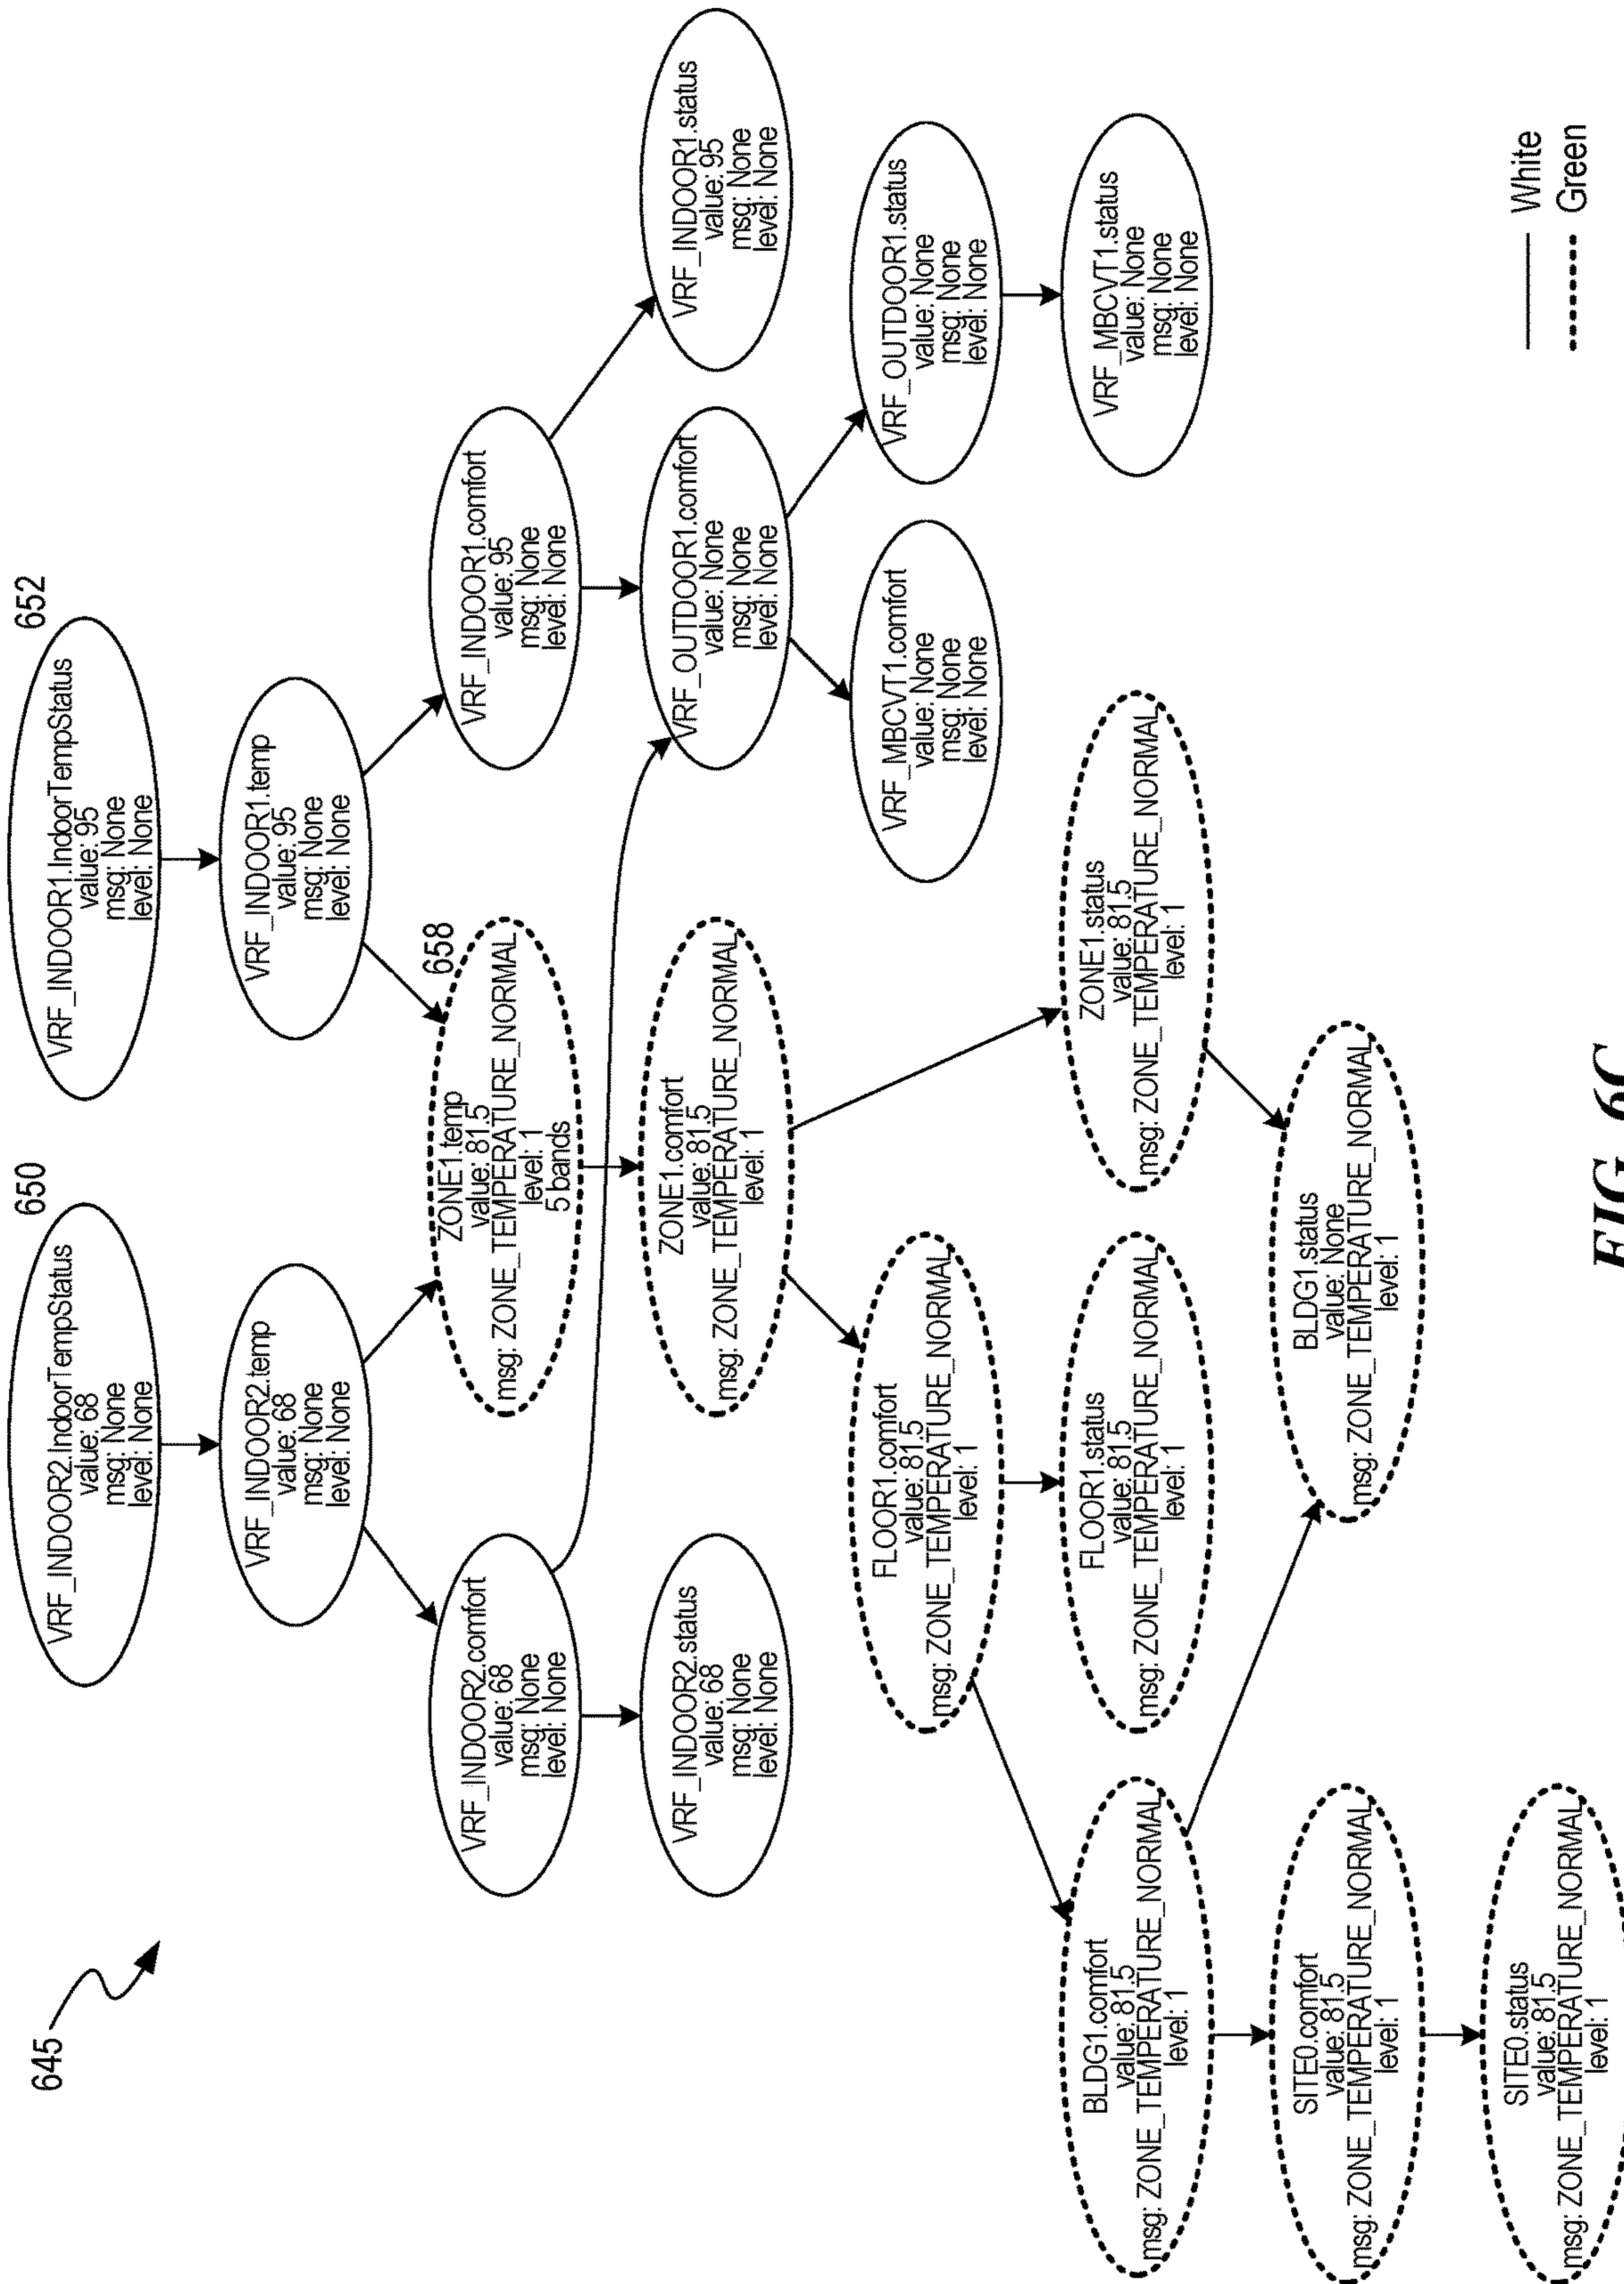 645
650
VRF_INDOOR2.IndoorTempStatus
value: 68
msg: None
level: None
652
VRF_INDOOR1.IndoorTempStatus
value: 95
msg: None
level: None
VRF_INDOOR2.temp
value: 68
msg: None
level: None
VRF_INDOOR1.temp
value: 95
msg: None
level: None
VRF_INDOOR2.comfort
value: 68
msg: None
level: None
658
ZONE1.temp
value: 81.5
msg: ZONE_TEMPERATURE_NORMAL
level: 1
5 bands
VRF_INDOOR1.comfort
value: 95
msg: None
level: None
VRF_INDOOR2.status
value: 68
msg: None
level: None
ZONE1.comfort
value: 81.5
msg: ZONE_TEMPERATURE_NORMAL
level: 1
VRF_OUTDOOR1.comfort
value: None
msg: None
level: None
VRF_INDOOR1.status
value: 95
msg: None
level: None
FLOOR1.comfort
value: 81.5
msg: ZONE_TEMPERATURE_NORMAL
level: 1
VRF_MBCVT1.comfort
value: None
msg: None
level: None
VRF_OUTDOOR1.status
value: None
msg: None
level: None
BLDG1.comfort
value: 81.5
msg: ZONE_TEMPERATURE_NORMAL
level: 1
FLOOR1.status
value: 81.5
msg: ZONE_TEMPERATURE_NORMAL
level: 1
ZONE1.status
value: 81.5
msg: ZONE_TEMPERATURE_NORMAL
level: 1
VRF_MBCVT1.status
value: None
msg: None
level: None
SITE0.comfort
value: 81.5
msg: ZONE_TEMPERATURE_NORMAL
level: 1
BLDG1.status
value: None
msg: ZONE_TEMPERATURE_NORMAL
level: 1
SITE0.status
value: 81.5
msg: ZONE_TEMPERATURE_NORMAL
level: 1
White
Green
FIG. 6C